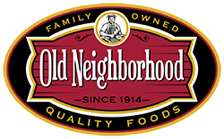 FAMILY OWNED
Old Neighborhood
SINCE 1914
QUALITY FOODS